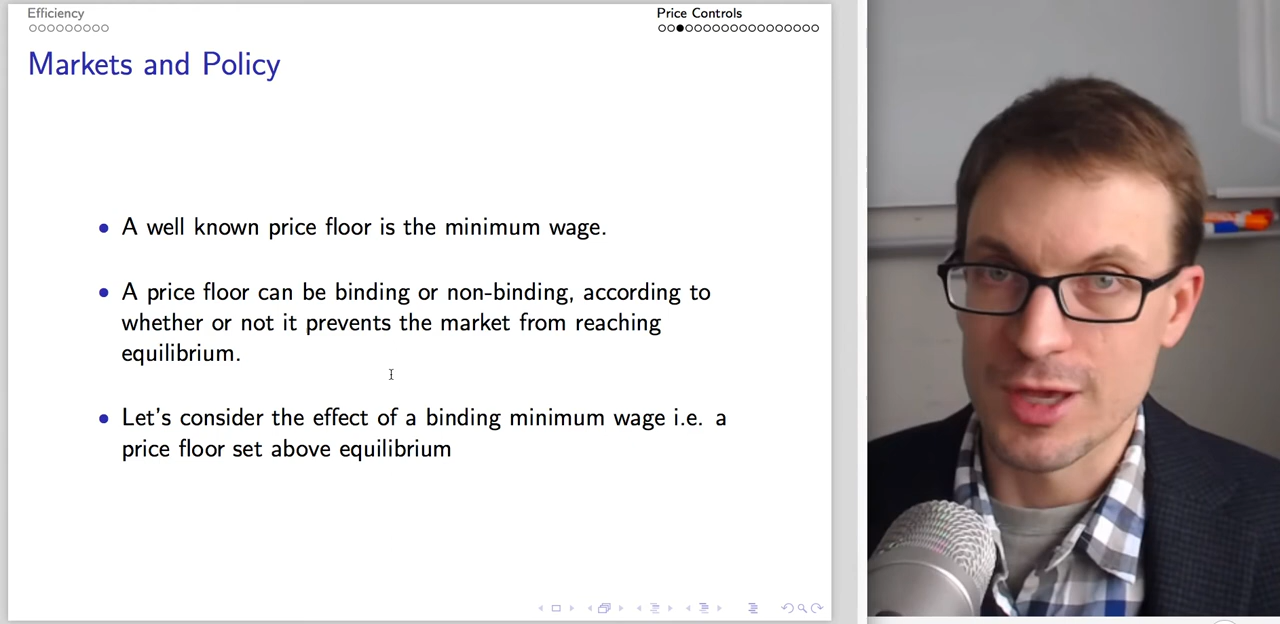 Efficiency
Price Controls
Markets and Policy
A well known price floor is the minimum wage.
A price floor can be binding or non-binding, according to
whether or not it prevents the market from reaching
equilibrium.
Let's consider the effect of a binding minimum wage i.e. a
price floor set above equilibrium